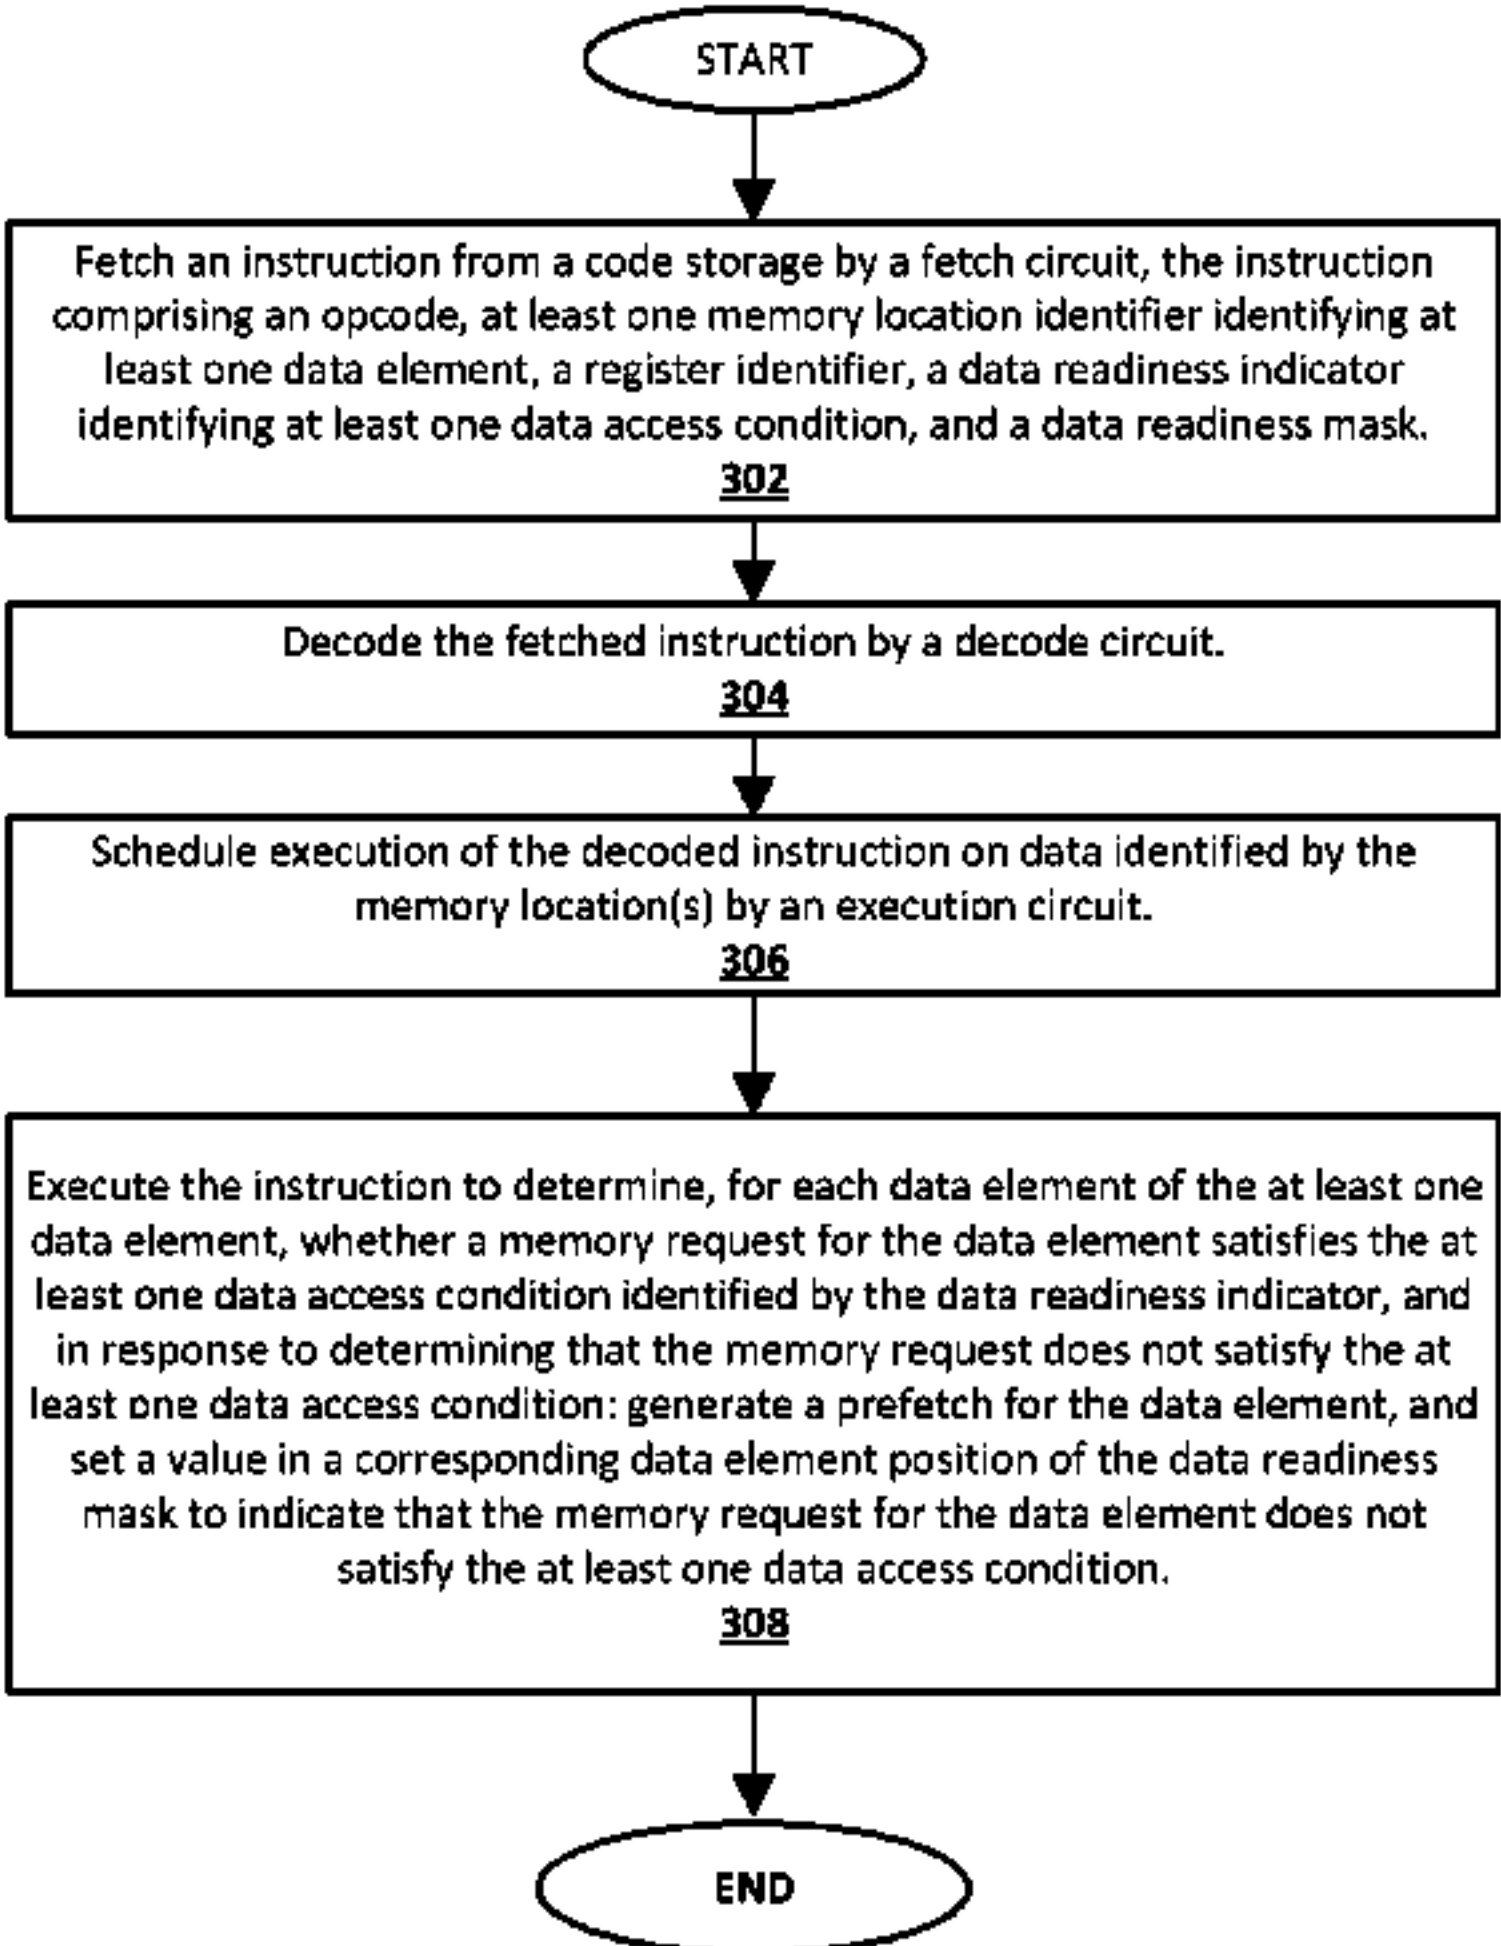 START
Fetch an instruction from a code storage by a fetch circuit, the instruction
comprising an opcode, at least one memory location identifier identifying at
least one data element, a register identifier, a data readiness indicator
identifying at least one data access condition, and a data readiness mask.
302
Decode the fetched instruction by a decode circuit.
304
Schedule execution of the decoded instruction on data identified by the
memory location(s) by an execution circuit.
306
Execute the instruction to determine, for each data element of the at least one
data element, whether a memory request for the data element satisfies the at
least one data access condition identified by the data readiness indicator, and
in response to determining that the memory request does not satisfy the at
least one data access condition: generate a prefetch for the data element, and
set a value in a corresponding data element position of the data readiness
mask to indicate that the memory request for the data element does not
satisfy the at least one data access condition.
308
END